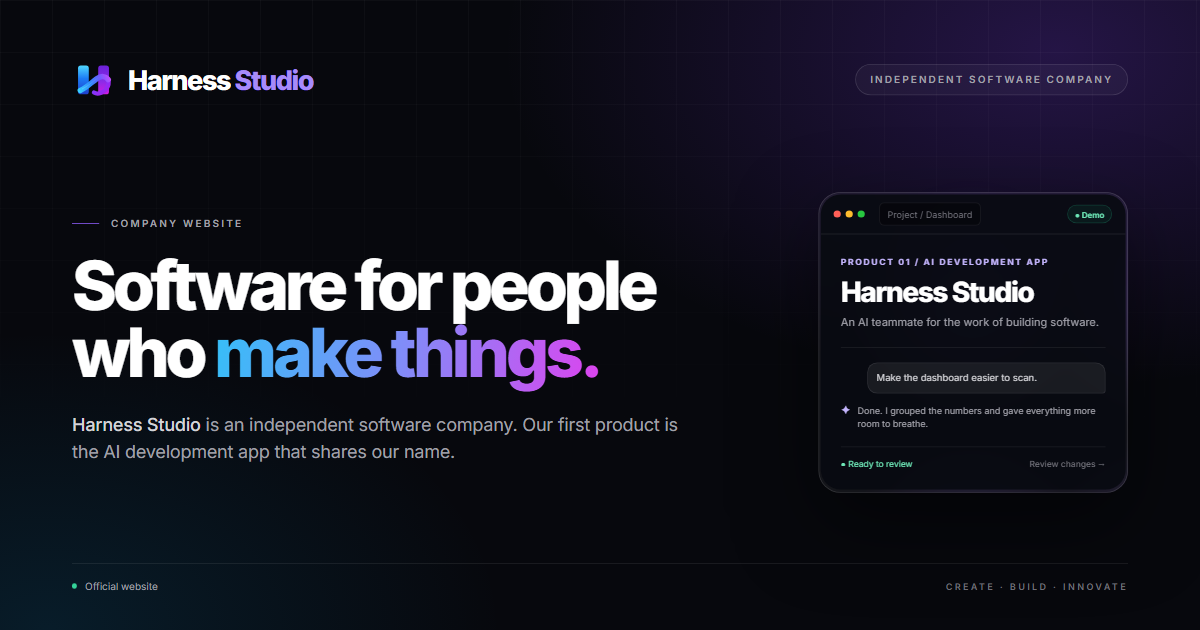 Harness Studio
INDEPENDENT SOFTWARE COMPANY
COMPANY WEBSITE
Software for people
who make things.
Harness Studio is an independent software company. Our first product is
the AI development app that shares our name.
Project / Dashboard
Demo
PRODUCT 01 / AI DEVELOPMENT APP
Harness Studio
An AI teammate for the work of building software.
Make the dashboard easier to scan.
Done. I grouped the numbers and gave everything more
room to breathe.
Ready to review
Review changes →
Official website
CREATE · BUILD · INNOVATE